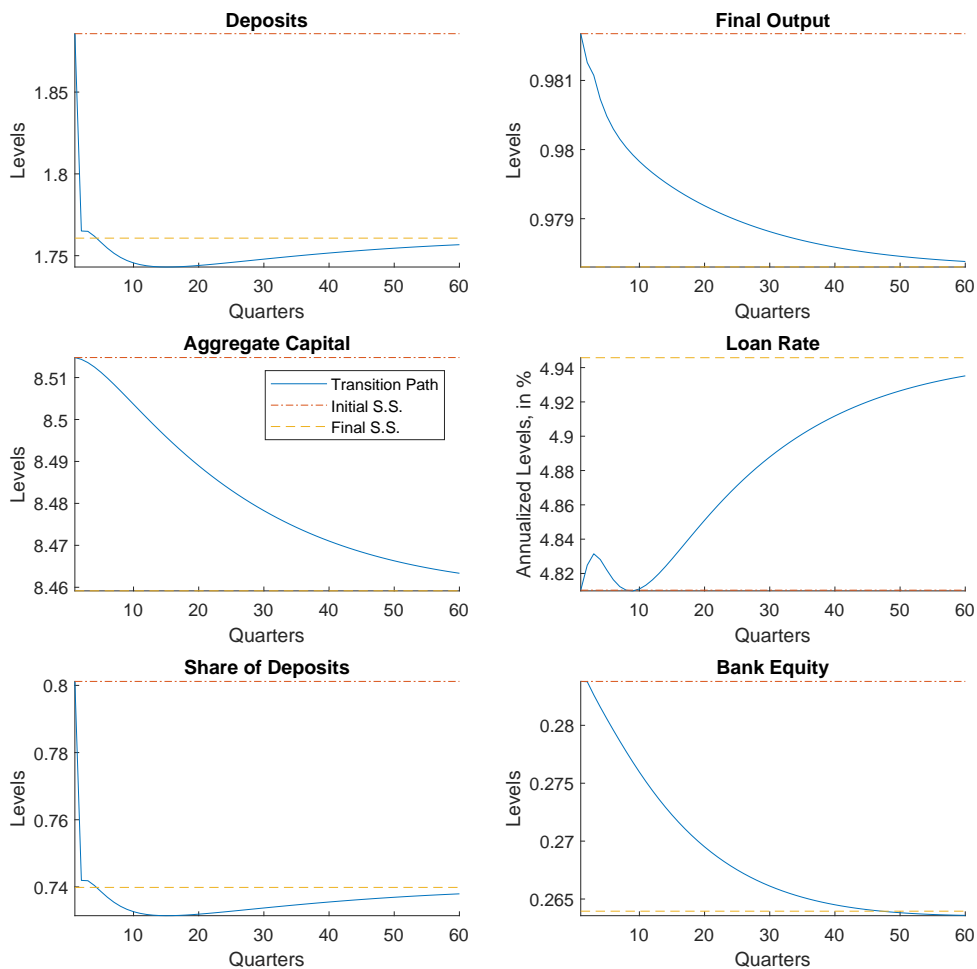 Deposits
Levels
1.85
1.8
1.75
10 20 30 40 50 60
Quarters
Final Output
Levels
0.981
0.98
0.979
10 20 30 40 50 60
Quarters
Aggregate Capital
Levels
8.51
8.5
8.49
8.48
8.47
8.46
Transition Path
Initial S.S.
Final S.S.
10 20 30 40 50 60
Quarters
Loan Rate
Annualized Levels, in %
4.94
4.92
4.9
4.88
4.86
4.84
4.82
10 20 30 40 50 60
Quarters
Share of Deposits
Levels
0.8
0.78
0.76
0.74
10 20 30 40 50 60
Quarters
Bank Equity
Levels
0.28
0.275
0.27
0.265
10 20 30 40 50 60
Quarters